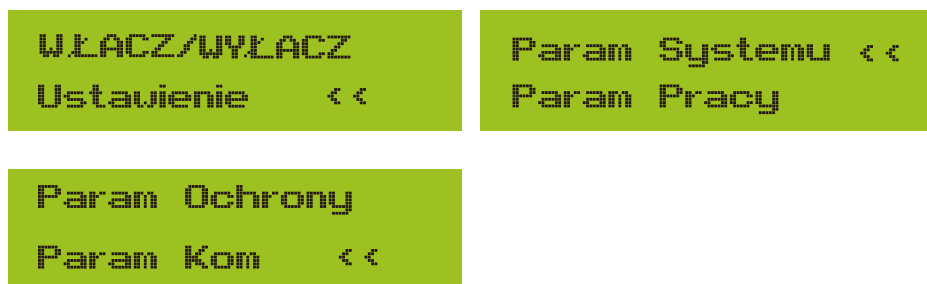 WŁACZ/WYŁACZ
Ustawienie <<
Param Systemu <<
Param Pracy
Param Ochrony
Param Kom <<